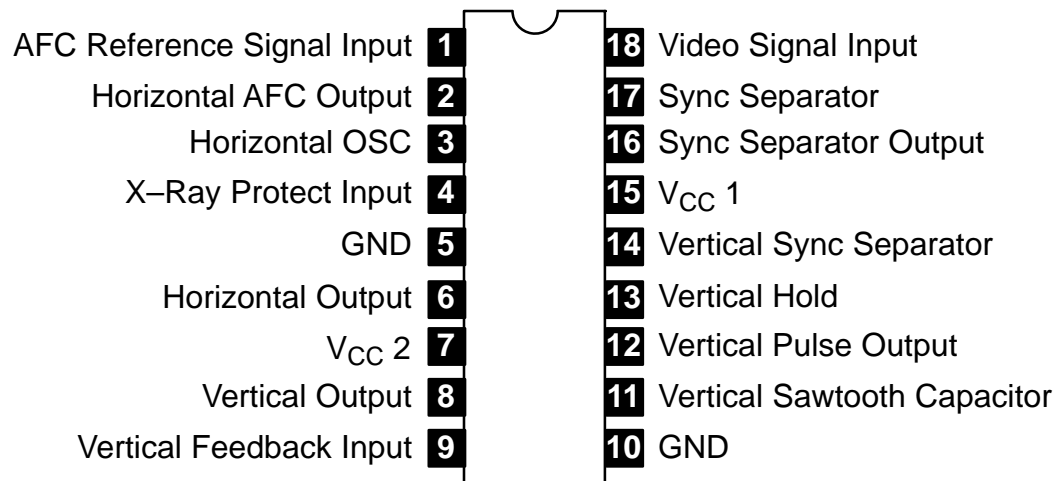 AFC Reference Signal Input 1 18 Video Signal Input
Horizontal AFC Output 2 17 Sync Separator
Horizontal OSC 3 16 Sync Separator Output
X–Ray Protect Input 4 15 VCC 1
GND 5 14 Vertical Sync Separator
Horizontal Output 6 13 Vertical Hold
VCC 2 7 12 Vertical Pulse Output
Vertical Output 8 11 Vertical Sawtooth Capacitor
Vertical Feedback Input 9 10 GND